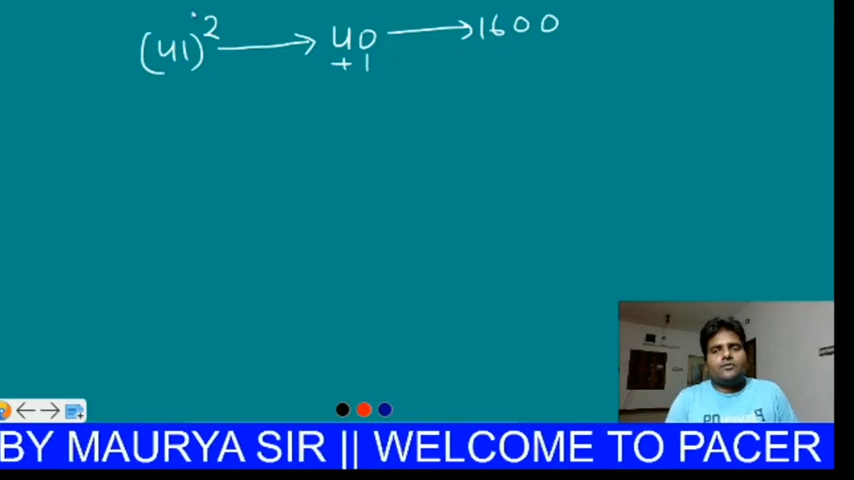 (41)² → 40 → 1600
+ 1
BY MAURYA SIR || WELCOME TO PACER